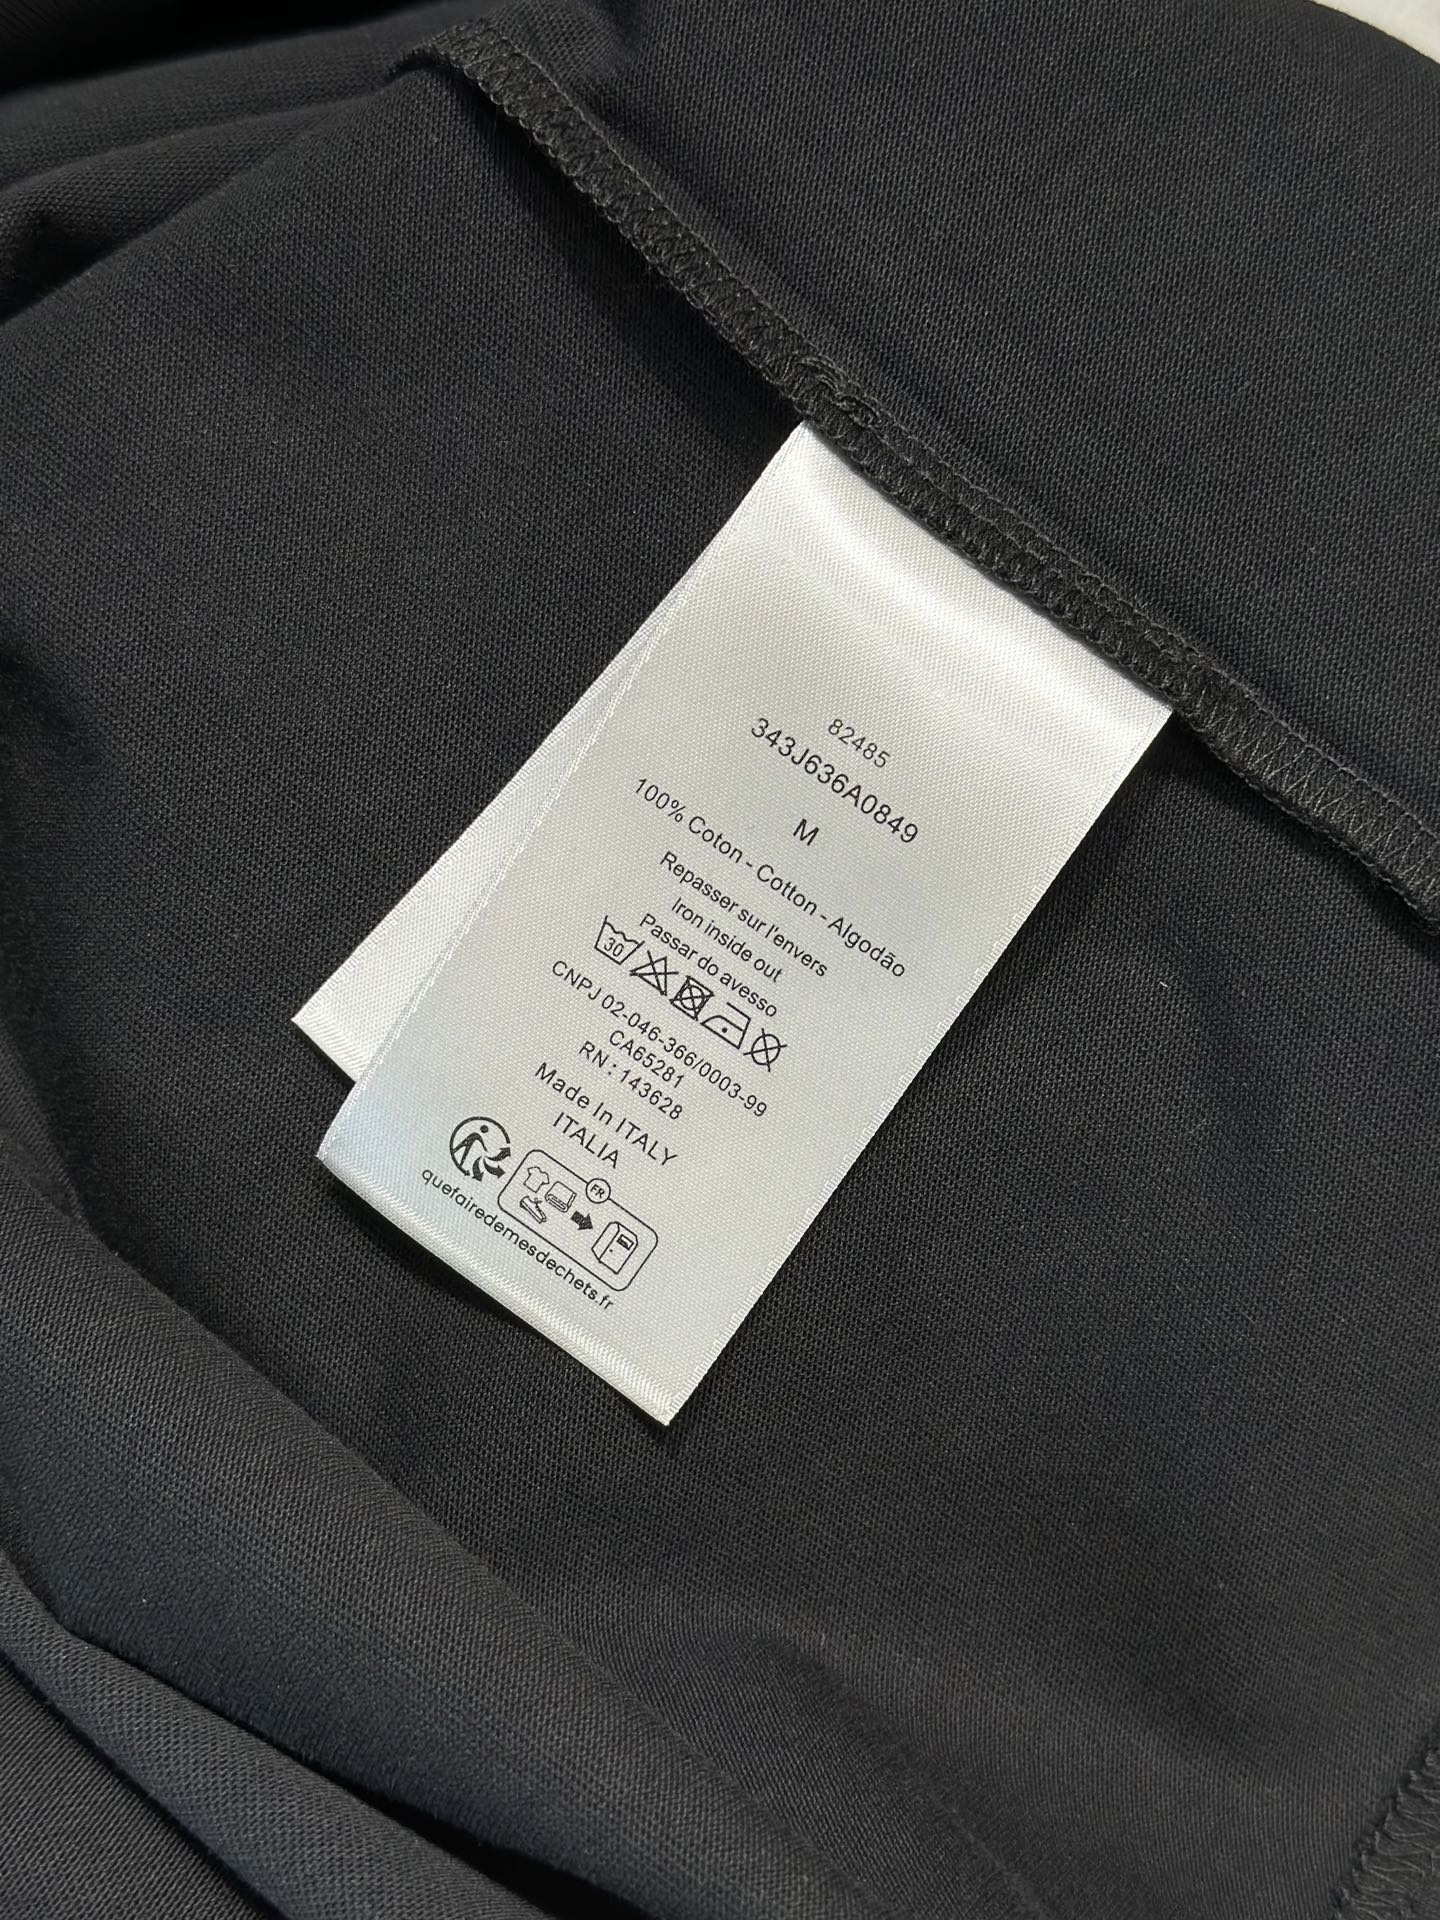 82485
343J636A0849
M
100% Coton - Cotton - Algodão
Repasser sur l'envers
Iron inside out
Passar do avesso
30
CNPJ 02-046-366/0003-99
CA65281
RN : 143628
Made In ITALY
ITALIA
FR
quefairedemesdechets.fr